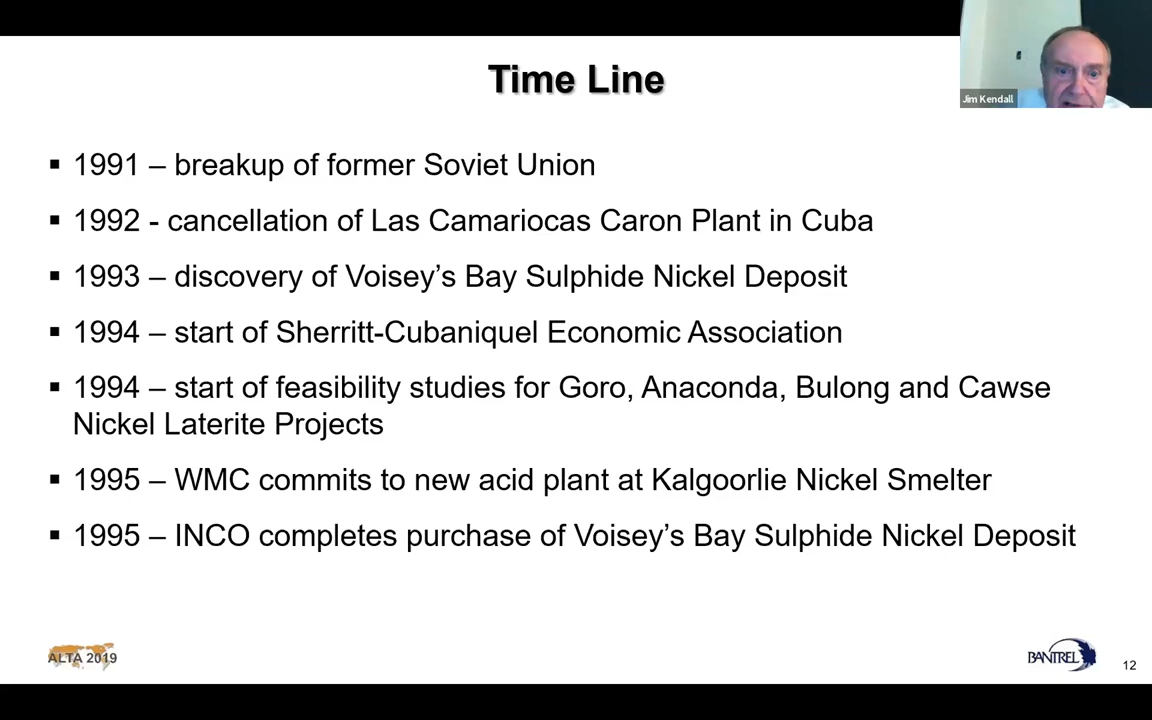 Time Line
Jim Kendall
▪ 1991 – breakup of former Soviet Union
▪ 1992 - cancellation of Las Camariocas Caron Plant in Cuba
▪ 1993 – discovery of Voisey’s Bay Sulphide Nickel Deposit
▪ 1994 – start of Sherritt-Cubaniquel Economic Association
▪ 1994 – start of feasibility studies for Goro, Anaconda, Bulong and Cawse
Nickel Laterite Projects
▪ 1995 – WMC commits to new acid plant at Kalgoorlie Nickel Smelter
▪ 1995 – INCO completes purchase of Voisey’s Bay Sulphide Nickel Deposit
ALTA 2019
BANTREL
12